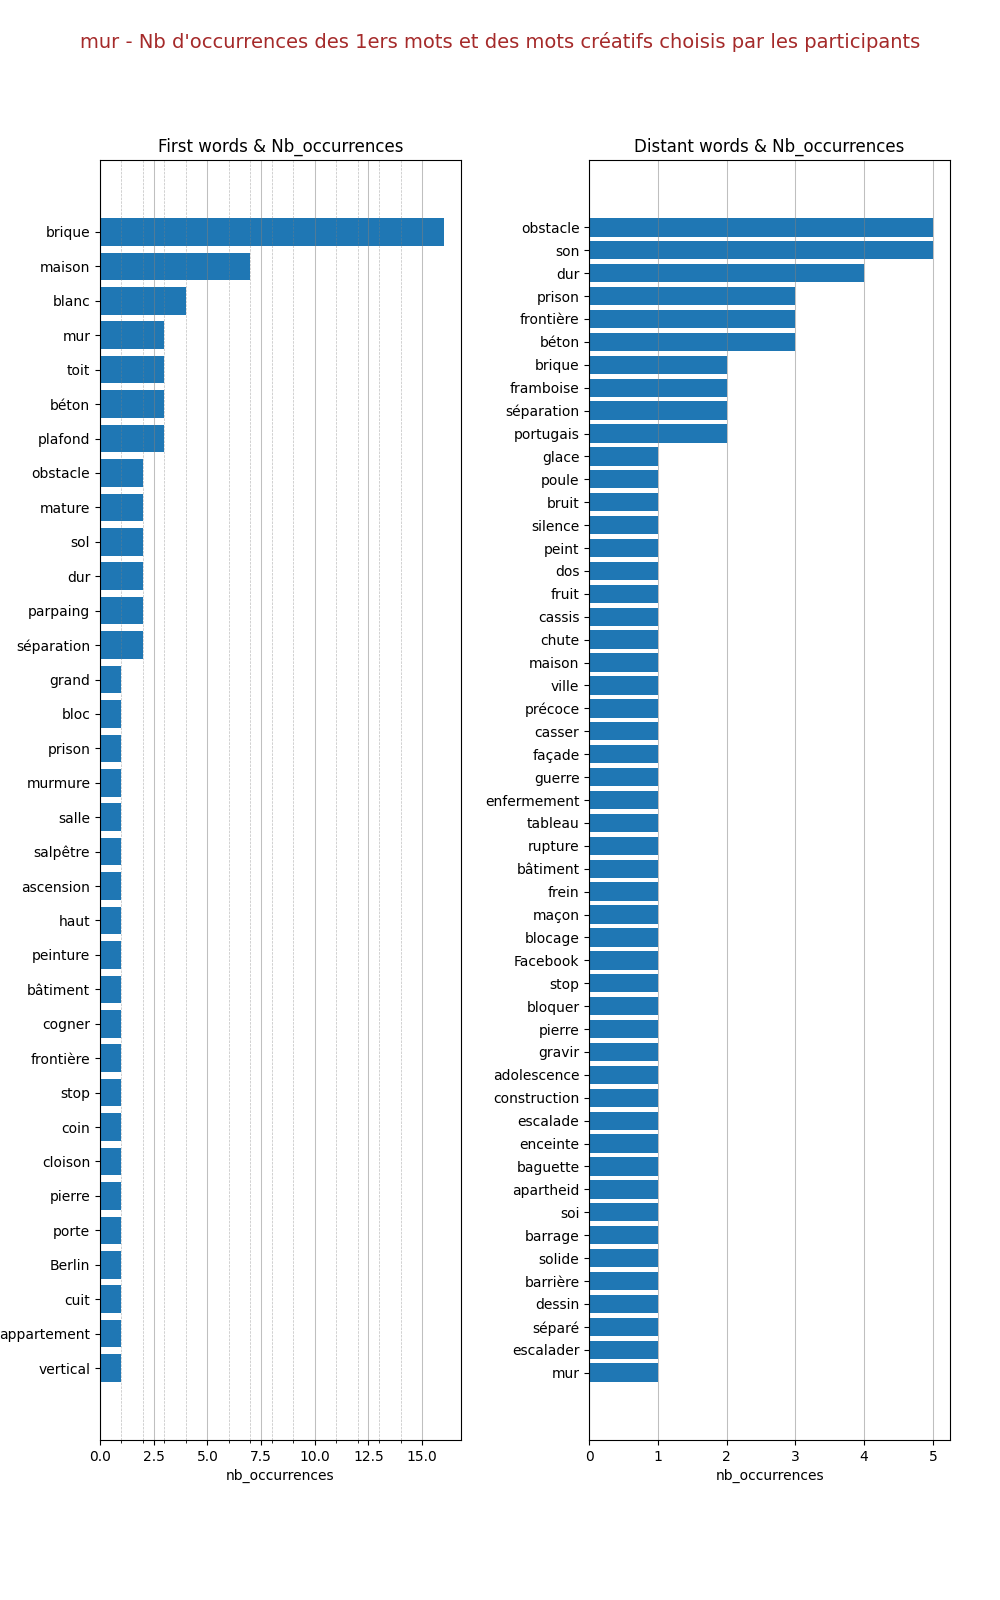 mur - Nb d'occurrences des 1ers mots et des mots créatifs choisis par les participants
First words & Nb_occurrences
brique
maison
blanc
mur
toit
béton
plafond
obstacle
mature
sol
dur
parpaing
séparation
grand
bloc
prison
murmure
salle
salpêtre
ascension
haut
peinture
bâtiment
cogner
frontière
stop
coin
cloison
pierre
porte
Berlin
cuit
appartement
vertical
0.0 2.5 5.0 7.5 10.0 12.5 15.0
nb_occurrences
Distant words & Nb_occurrences
obstacle
son
dur
prison
frontière
béton
brique
framboise
séparation
portugais
glace
poule
bruit
silence
peint
dos
fruit
cassis
chute
maison
ville
précoce
casser
façade
guerre
enfermement
tableau
rupture
bâtiment
frein
maçon
blocage
Facebook
stop
bloquer
pierre
gravir
adolescence
construction
escalade
enceinte
baguette
apartheid
soi
barrage
solide
barrière
dessin
séparé
escalader
mur
0 1 2 3 4 5
nb_occurrences